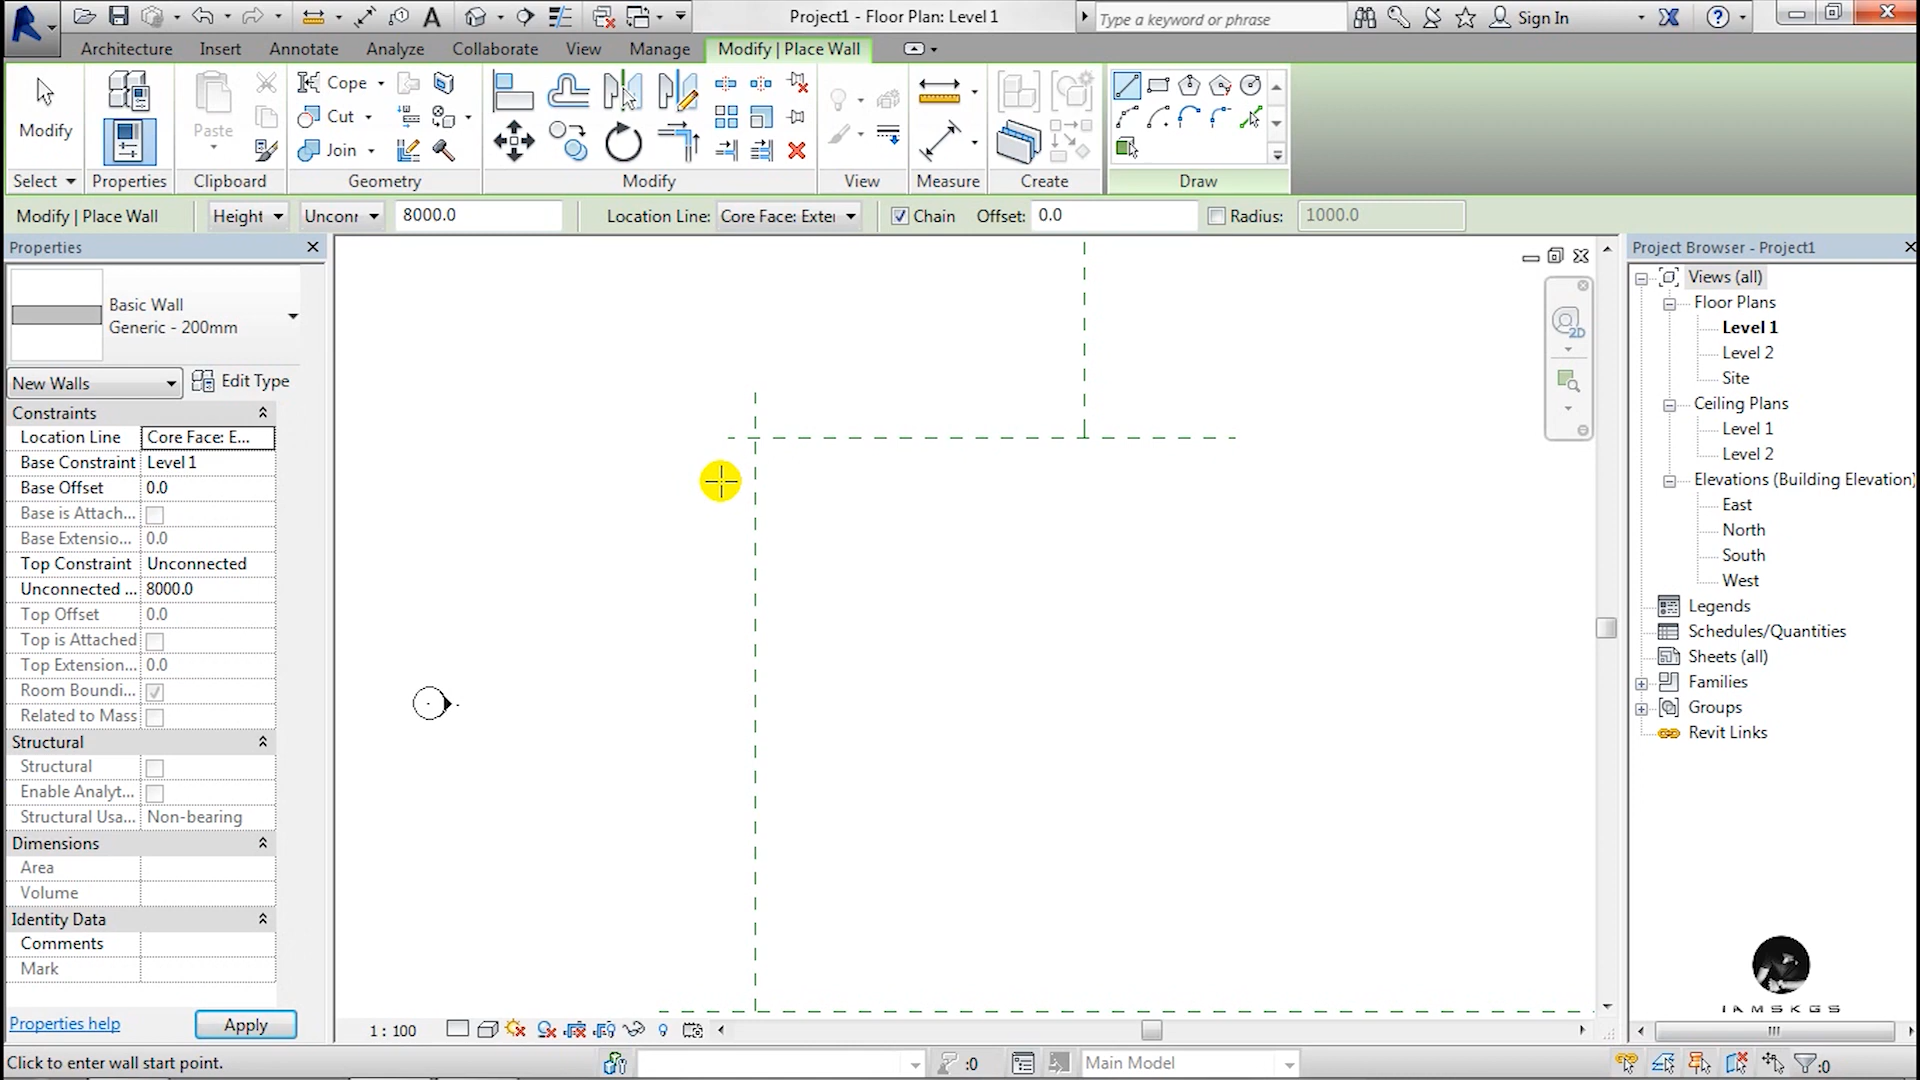 Project1 - Floor Plan: Level 1
Type a keyword or phrase
Sign In
Architecture
Insert
Annotate
Analyze
Collaborate
View
Manage
Modify | Place Wall
Modify
Paste
Cope
Cut
Join
Select
Properties
Clipboard
Geometry
Modify
View
Measure
Create
Draw
Modify | Place Wall
Height
Unconr
8000.0
Location Line:
Core Face: Exter
Chain
Offset:
0.0
Radius:
1000.0
Properties
Basic Wall
Generic - 200mm
New Walls
Edit Type
Constraints
Location Line
Core Face: E...
Base Constraint
Level 1
Base Offset
0.0
Base is Attach...
Base Extensio...
0.0
Top Constraint
Unconnected
Unconnected ...
8000.0
Top Offset
0.0
Top is Attached
Top Extension...
0.0
Room Boundi...
Related to Mass
Structural
Structural
Enable Analyt...
Structural Usa...
Non-bearing
Dimensions
Area
Volume
Identity Data
Comments
Mark
Properties help
Apply
2D
1 : 100
Click to enter wall start point.
:0
Main Model
:0
Project Browser - Project1
Views (all)
Floor Plans
Level 1
Level 2
Site
Ceiling Plans
Level 1
Level 2
Elevations (Building Elevation)
East
North
South
West
Legends
Schedules/Quantities
Sheets (all)
Families
Groups
Revit Links
IAMSKGS